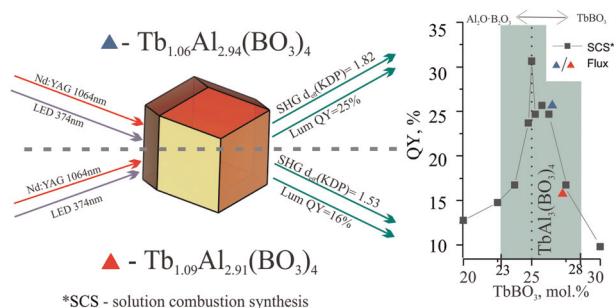 ▲ - Tb1.06Al2.94(BO3)4
Nd:YAG 1064nm
LED 374nm
SHG deff(KDP)= 1.82
Lum QY=25%
Nd:YAG 1064nm
LED 374nm
SHG deff(KDP)= 1.53
Lum QY=16%
▲ - Tb1.09Al2.91(BO3)4
*SCS - solution combustion synthesis
Al2O·B2O3
TbBO3
SCS*
/ Flux
QY, %
35
30
25
20
15
10
TbAl3(BO3)4
20 23 25 28 30
TbBO3, mol.%